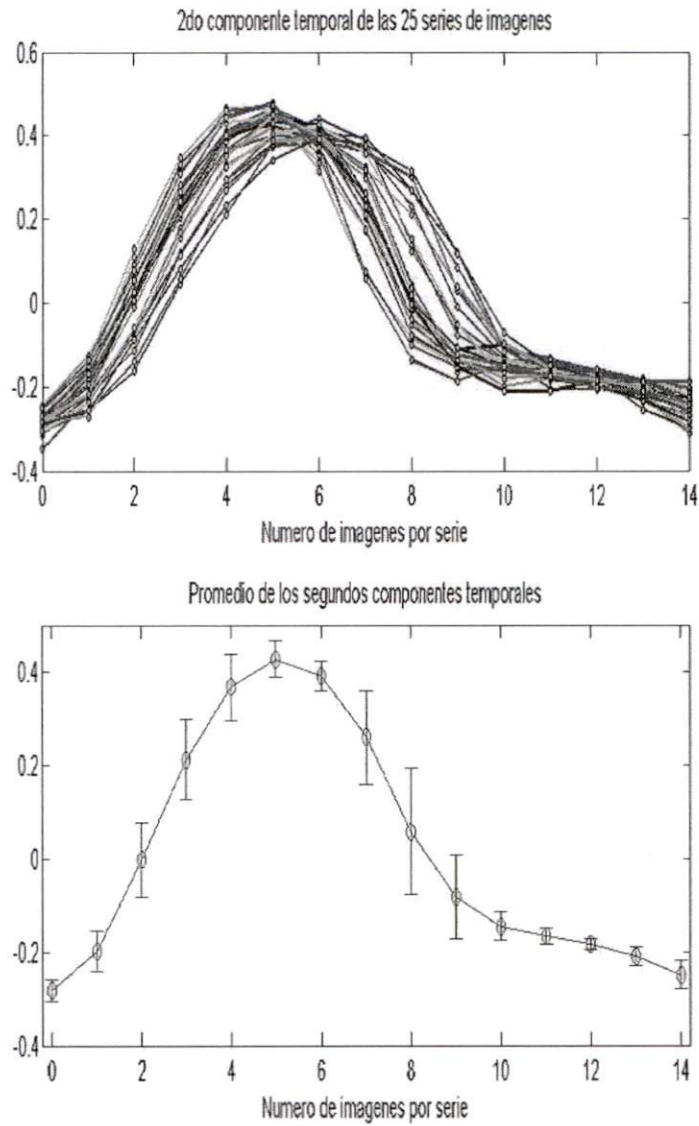 2do componente temporal de las 25 series de imagenes
0.6
0.4
0.2
0
-0.2
-0.4
0 2 4 6 8 10 12 14
Numero de imagenes por serie
Promedio de los segundos componentes temporales
0.4
0.2
0
-0.2
-0.4
0 2 4 6 8 10 12 14
Numero de imagenes por serie